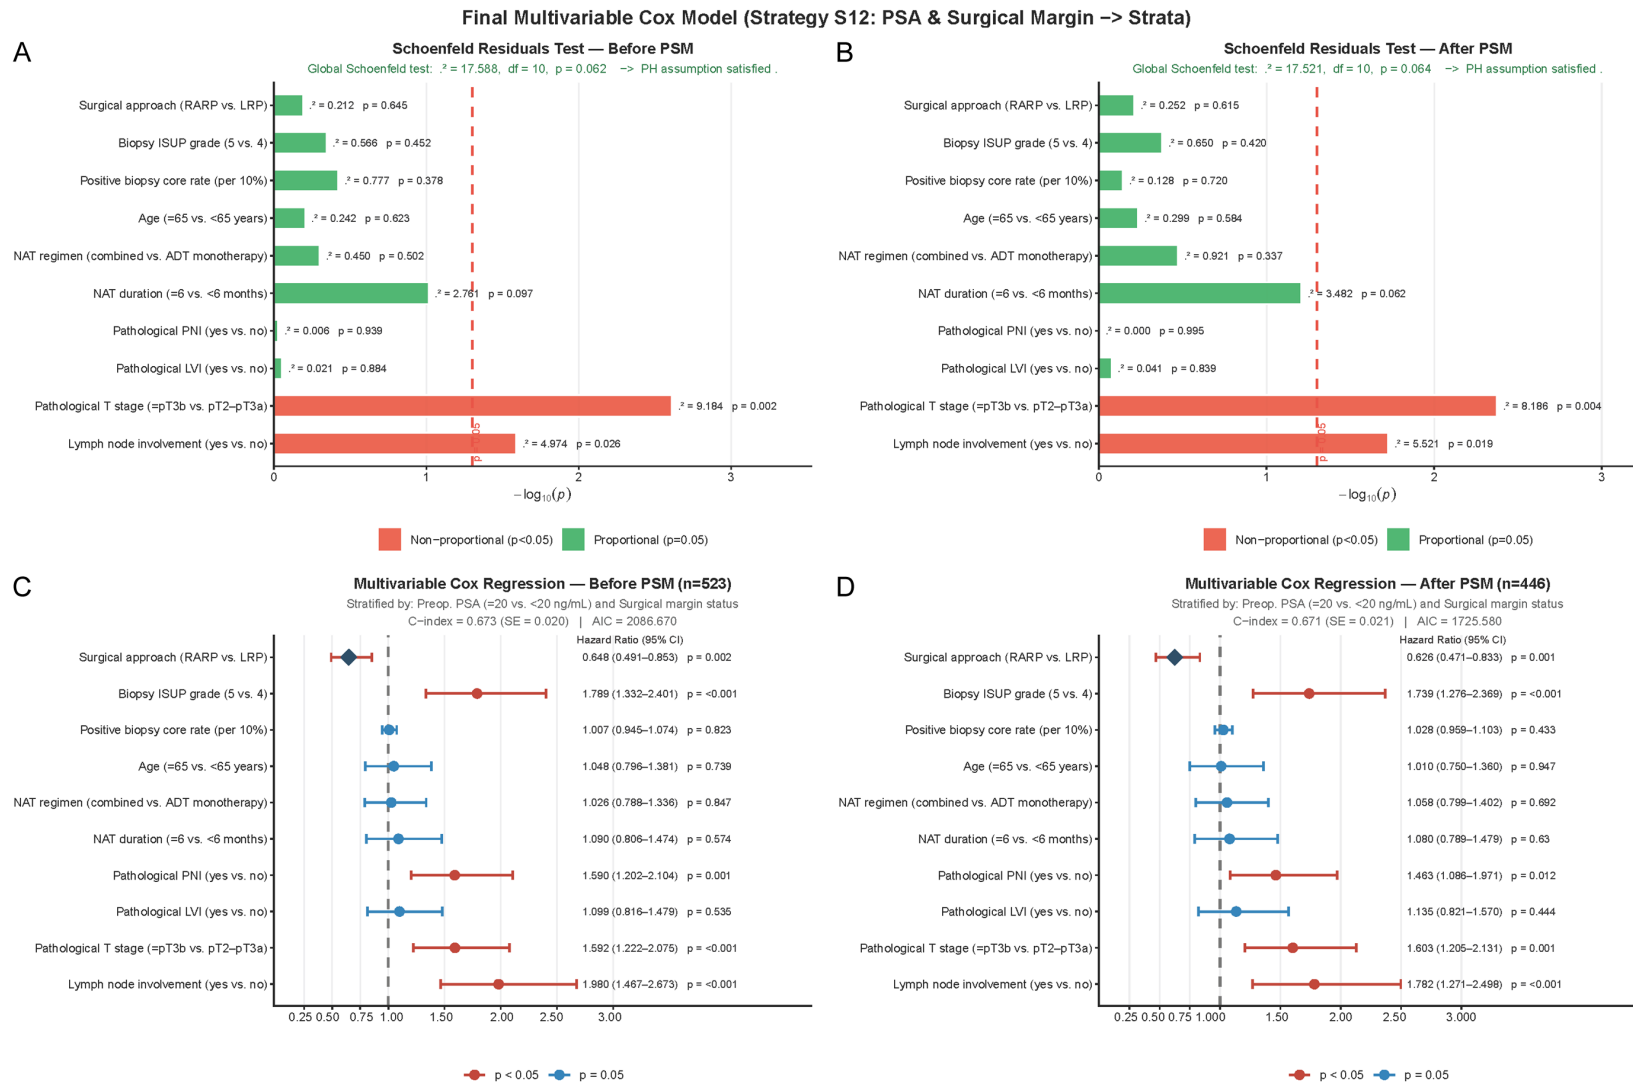 Final Multivariable Cox Model (Strategy S12: PSA & Surgical Margin −> Strata)
A
Schoenfeld Residuals Test — Before PSM
Global Schoenfeld test: .² = 17.588, df = 10, p = 0.062 −> PH assumption satisfied .
Surgical approach (RARP vs. LRP)
.² = 0.212 p = 0.645
Biopsy ISUP grade (5 vs. 4)
.² = 0.566 p = 0.452
Positive biopsy core rate (per 10%)
.² = 0.777 p = 0.378
Age (=65 vs. <65 years)
.² = 0.242 p = 0.623
NAT regimen (combined vs. ADT monotherapy)
.² = 0.450 p = 0.502
NAT duration (=6 vs. <6 months)
.² = 2.761 p = 0.097
Pathological PNI (yes vs. no)
.² = 0.006 p = 0.939
Pathological LVI (yes vs. no)
.² = 0.021 p = 0.884
Pathological T stage (=pT3b vs. pT2–pT3a)
.² = 9.184 p = 0.002
Lymph node involvement (yes vs. no)
.² = 4.974 p = 0.026
0 1 2 3
−log10(p)
Non−proportional (p<0.05) Proportional (p=0.05)
B
Schoenfeld Residuals Test — After PSM
Global Schoenfeld test: .² = 17.521, df = 10, p = 0.064 −> PH assumption satisfied .
Surgical approach (RARP vs. LRP)
.² = 0.252 p = 0.615
Biopsy ISUP grade (5 vs. 4)
.² = 0.650 p = 0.420
Positive biopsy core rate (per 10%)
.² = 0.128 p = 0.720
Age (=65 vs. <65 years)
.² = 0.299 p = 0.584
NAT regimen (combined vs. ADT monotherapy)
.² = 0.921 p = 0.337
NAT duration (=6 vs. <6 months)
.² = 3.482 p = 0.062
Pathological PNI (yes vs. no)
.² = 0.000 p = 0.995
Pathological LVI (yes vs. no)
.² = 0.041 p = 0.839
Pathological T stage (=pT3b vs. pT2–pT3a)
.² = 8.186 p = 0.004
Lymph node involvement (yes vs. no)
.² = 5.521 p = 0.019
0 1 2 3
−log10(p)
Non−proportional (p<0.05) Proportional (p=0.05)
C
Multivariable Cox Regression — Before PSM (n=523)
Stratified by: Preop. PSA (=20 vs. <20 ng/mL) and Surgical margin status
C−index = 0.673 (SE = 0.020) | AIC = 2086.670
Hazard Ratio (95% CI)
Surgical approach (RARP vs. LRP) 0.648 (0.491–0.853) p = 0.002
Biopsy ISUP grade (5 vs. 4) 1.789 (1.332–2.401) p = <0.001
Positive biopsy core rate (per 10%) 1.007 (0.945–1.074) p = 0.823
Age (=65 vs. <65 years) 1.048 (0.796–1.381) p = 0.739
NAT regimen (combined vs. ADT monotherapy) 1.026 (0.788–1.336) p = 0.847
NAT duration (=6 vs. <6 months) 1.090 (0.806–1.474) p = 0.574
Pathological PNI (yes vs. no) 1.590 (1.202–2.104) p = 0.001
Pathological LVI (yes vs. no) 1.099 (0.816–1.479) p = 0.535
Pathological T stage (=pT3b vs. pT2–pT3a) 1.592 (1.222–2.075) p = <0.001
Lymph node involvement (yes vs. no) 1.980 (1.467–2.673) p = <0.001
0.25 0.50 0.75 1.00 1.50 2.00 2.50 3.00
p < 0.05 p = 0.05
D
Multivariable Cox Regression — After PSM (n=446)
Stratified by: Preop. PSA (=20 vs. <20 ng/mL) and Surgical margin status
C−index = 0.671 (SE = 0.021) | AIC = 1725.580
Hazard Ratio (95% CI)
Surgical approach (RARP vs. LRP) 0.626 (0.471–0.833) p = 0.001
Biopsy ISUP grade (5 vs. 4) 1.739 (1.276–2.369) p = <0.001
Positive biopsy core rate (per 10%) 1.028 (0.959–1.103) p = 0.433
Age (=65 vs. <65 years) 1.010 (0.750–1.360) p = 0.947
NAT regimen (combined vs. ADT monotherapy) 1.058 (0.799–1.402) p = 0.692
NAT duration (=6 vs. <6 months) 1.080 (0.789–1.479) p = 0.63
Pathological PNI (yes vs. no) 1.463 (1.086–1.971) p = 0.012
Pathological LVI (yes vs. no) 1.135 (0.821–1.570) p = 0.444
Pathological T stage (=pT3b vs. pT2–pT3a) 1.603 (1.205–2.131) p = 0.001
Lymph node involvement (yes vs. no) 1.782 (1.271–2.498) p = <0.001
0.25 0.50 0.75 1.000 1.50 2.00 2.50 3.000
p < 0.05 p = 0.05